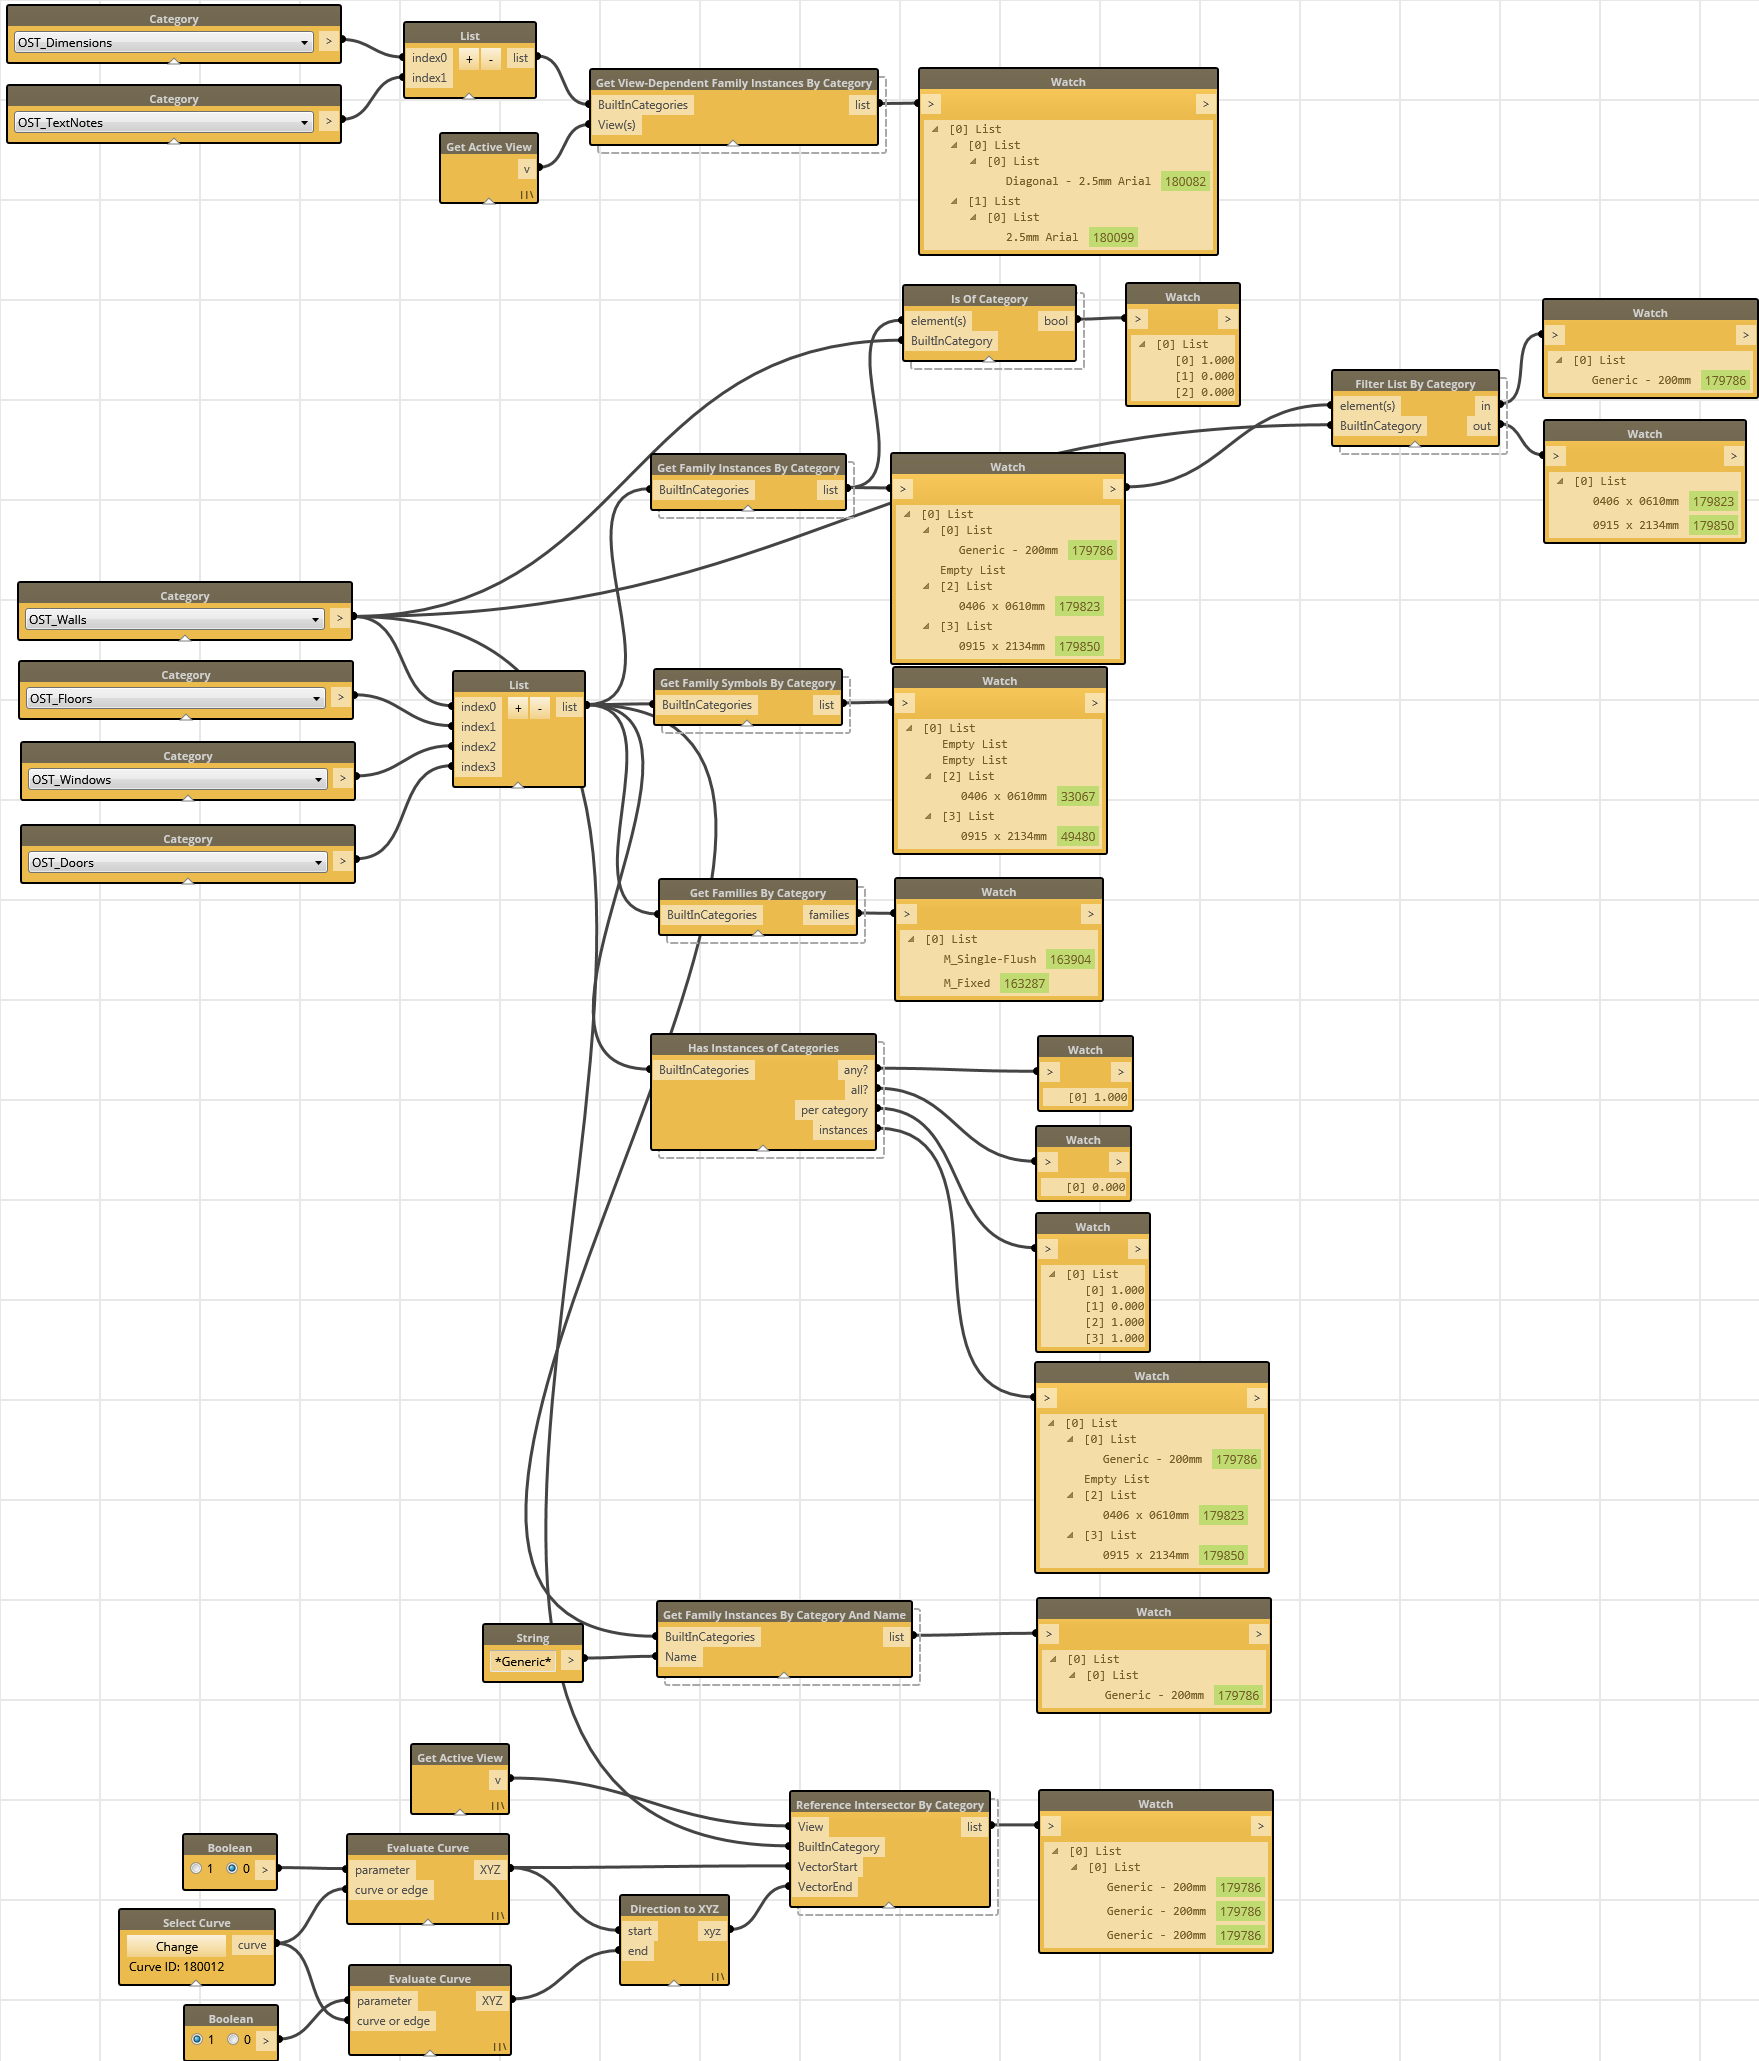 Category
OST_Dimensions
>
Category
OST_TextNotes
>
List
index0 + - list
index1
Get Active View
v
Get View-Dependent Family Instances By Category
BuiltInCategories list
View(s)
Watch
> >
[0] List
[0] List
[0] List
Diagonal - 2.5mm Arial 180082
[1] List
[0] List
2.5mm Arial 180099
Is Of Category
element(s) bool
BuiltInCategory
Watch
> >
[0] List
[0] 1.000
[1] 0.000
[2] 0.000
Filter List By Category
element(s) in
BuiltInCategory out
Watch
> >
[0] List
Generic - 200mm 179786
Watch
> >
[0] List
0406 x 0610mm 179823
0915 x 2134mm 179850
Get Family Instances By Category
BuiltInCategories list
Watch
> >
[0] List
[0] List
Generic - 200mm 179786
Empty List
[2] List
0406 x 0610mm 179823
[3] List
0915 x 2134mm 179850
Category
OST_Walls >
Category
OST_Floors >
Category
OST_Windows >
Category
OST_Doors >
List
index0 + - list
index1
index2
index3
Get Family Symbols By Category
BuiltInCategories list
Watch
> >
[0] List
Empty List
Empty List
[2] List
0406 x 0610mm 33067
[3] List
0915 x 2134mm 49480
Get Families By Category
BuiltInCategories families
Watch
> >
[0] List
M_Single-Flush 163904
M_Fixed 163287
Has Instances of Categories
BuiltInCategories any?
all?
per category
instances
Watch
> >
[0] 1.000
Watch
> >
[0] 0.000
Watch
> >
[0] List
[0] 1.000
[1] 0.000
[2] 1.000
[3] 1.000
Watch
> >
[0] List
[0] List
Generic - 200mm 179786
Empty List
[2] List
0406 x 0610mm 179823
[3] List
0915 x 2134mm 179850
String
*Generic* >
Get Family Instances By Category And Name
BuiltInCategories list
Name
Watch
> >
[0] List
[0] List
Generic - 200mm 179786
Get Active View
v
Boolean
1 0 >
Select Curve
Change curve
Curve ID: 180012
Boolean
1 0 >
Evaluate Curve
parameter XYZ
curve or edge
Evaluate Curve
parameter XYZ
curve or edge
Direction to XYZ
start xyz
end
Reference Intersector By Category
View list
BuiltInCategory
VectorStart
VectorEnd
Watch
> >
[0] List
[0] List
Generic - 200mm 179786
Generic - 200mm 179786
Generic - 200mm 179786